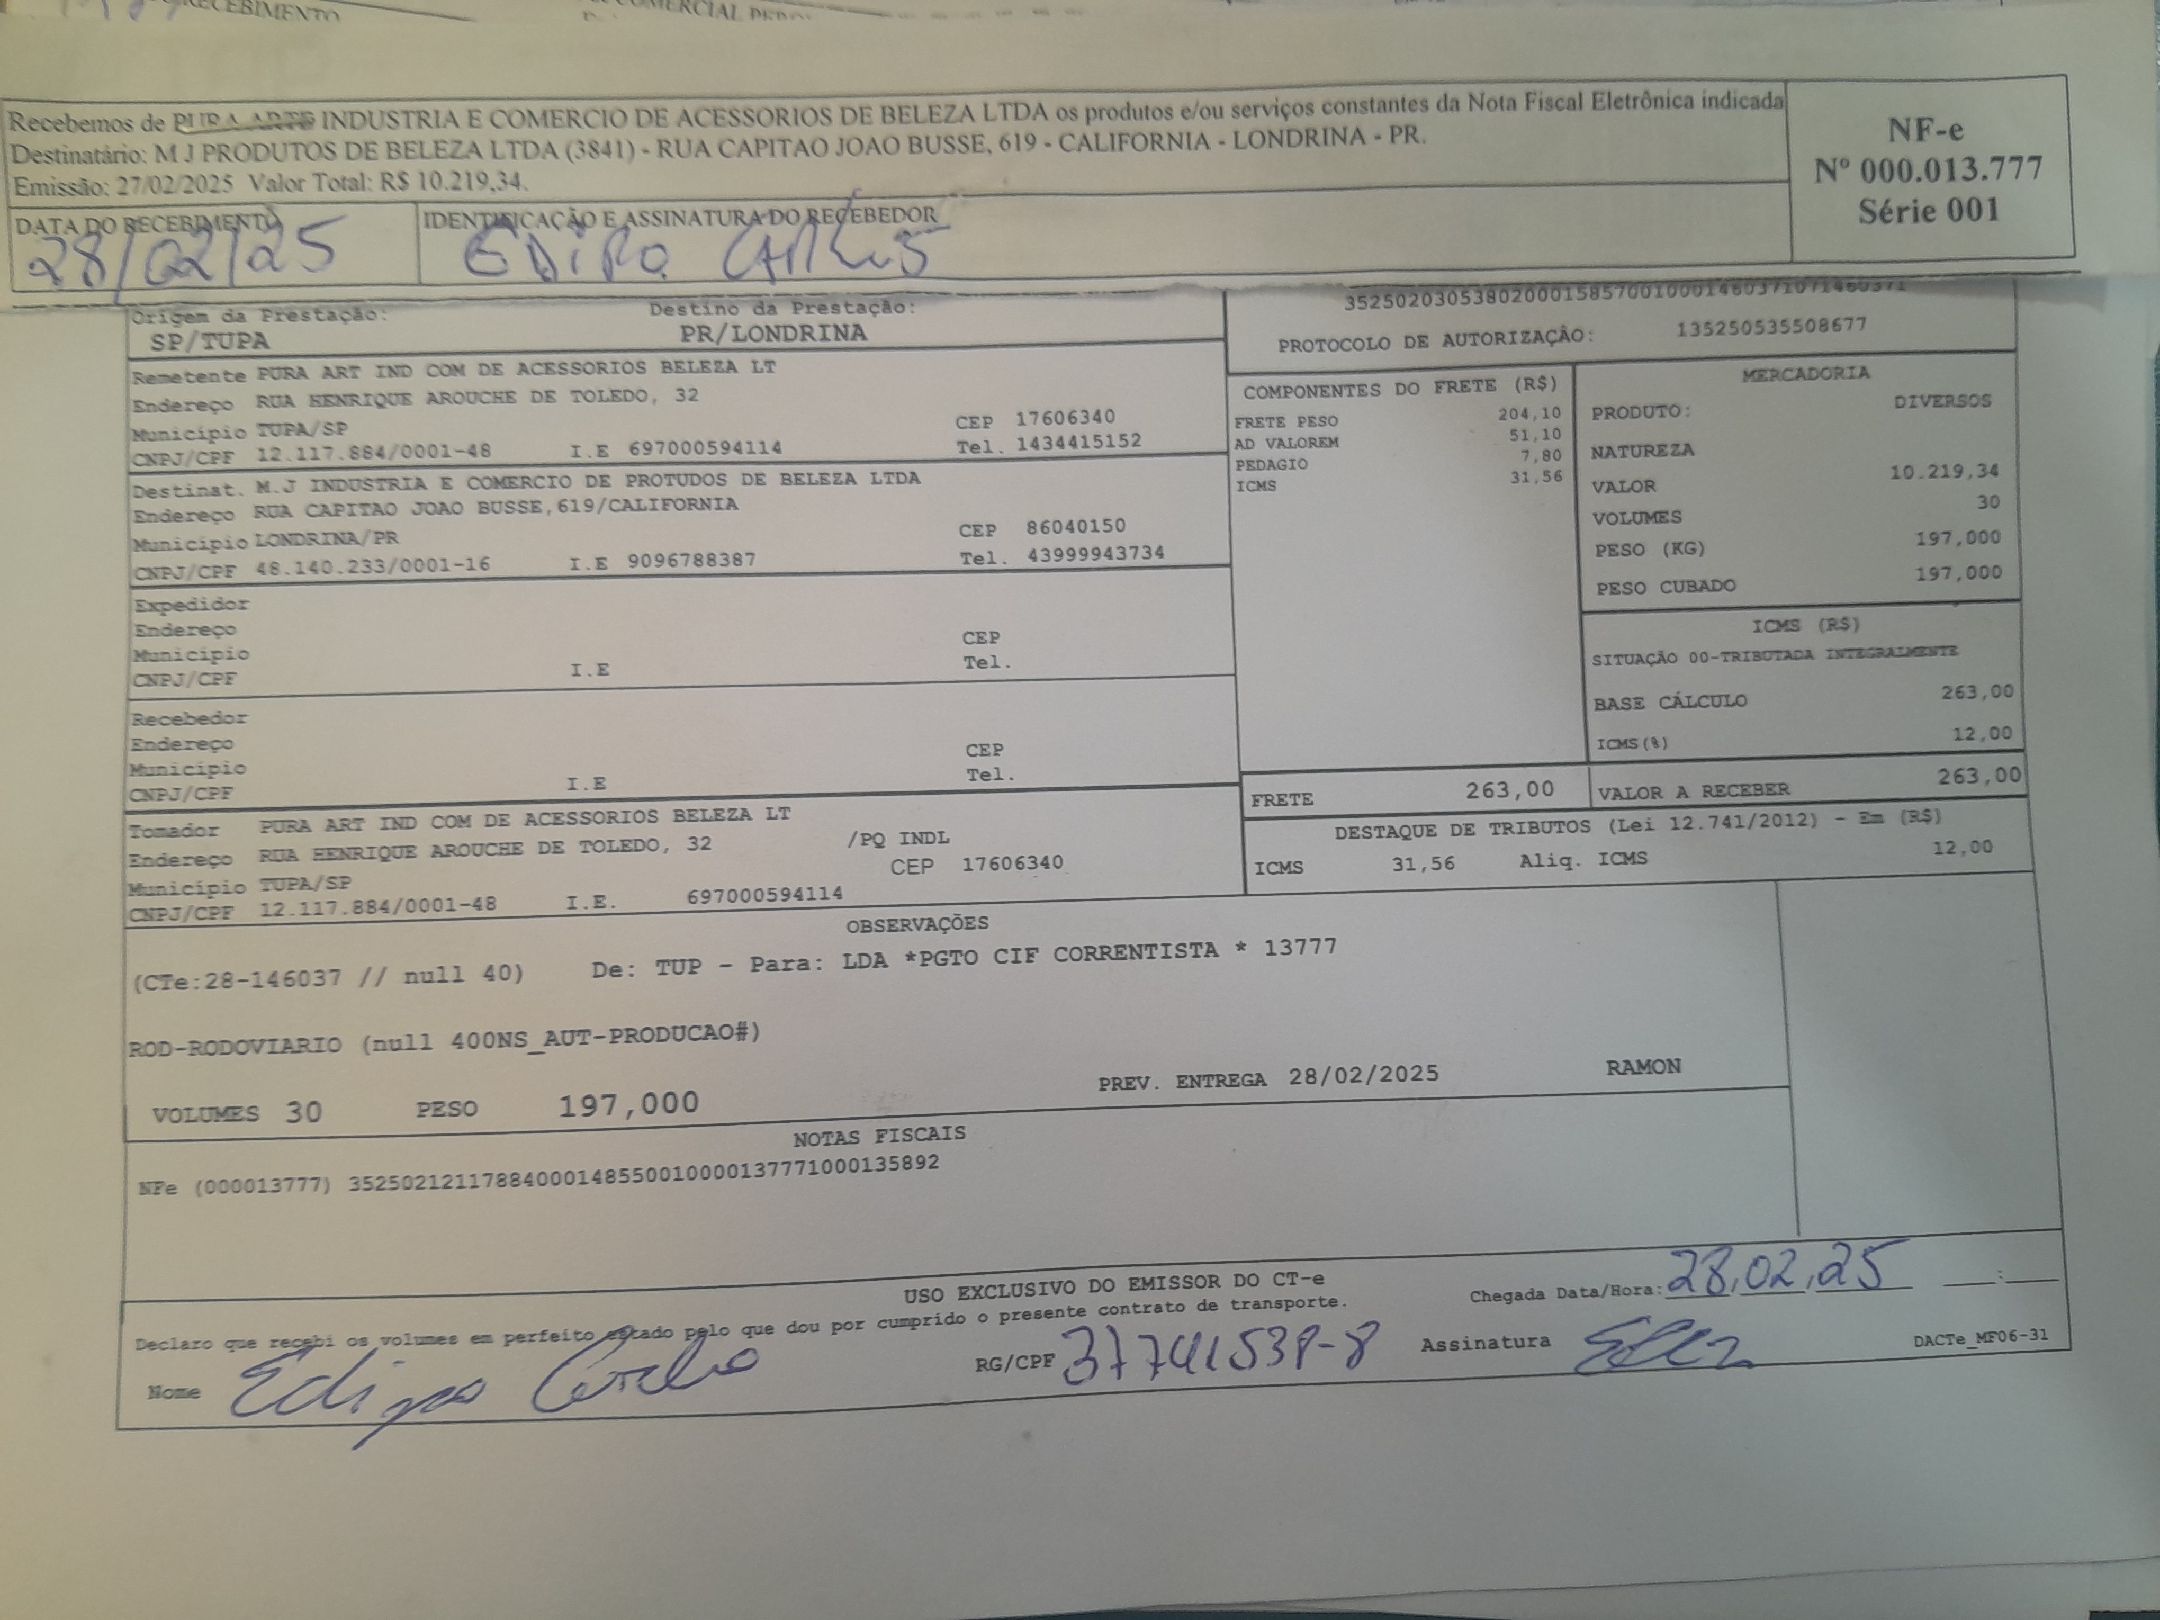 RECEBIMENTO
Recebemos de PURA ARTE INDUSTRIA E COMERCIO DE ACESSORIOS DE BELEZA LTDA os produtos e/ou serviços constantes da Nota Fiscal Eletrônica indicada
Destinatário: M J PRODUTOS DE BELEZA LTDA (3841) - RUA CAPITAO JOAO BUSSE, 619 - CALIFORNIA - LONDRINA - PR.
Emissão: 27/02/2025 Valor Total: R$ 10.219,34.
NF-e
Nº 000.013.777
Série 001
DATA DO RECEBIMENTO
28/02/25
IDENTIFICAÇÃO E ASSINATURA DO RECEBEDOR
Origem da Prestação: Destino da Prestação:
SP/TUPA PR/LONDRINA
35250203053802000158570010001460371071460371
PROTOCOLO DE AUTORIZAÇÃO: 135250535508677
Remetente PURA ART IND COM DE ACESSORIOS BELEZA LT
Endereço RUA HENRIQUE AROUCHE DE TOLEDO, 32
Município TUPA/SP CEP 17606340
CNPJ/CPF 12.117.884/0001-48 I.E 697000594114 Tel. 1434415152
Destinat. M.J INDUSTRIA E COMERCIO DE PROTUDOS DE BELEZA LTDA
Endereço RUA CAPITAO JOAO BUSSE,619/CALIFORNIA
Município LONDRINA/PR CEP 86040150
CNPJ/CPF 48.140.233/0001-16 I.E 9096788387 Tel. 43999943734
Expedidor
Endereço
Município CEP
CNPJ/CPF I.E Tel.
Recebedor
Endereço
Município CEP
CNPJ/CPF I.E Tel.
Tomador PURA ART IND COM DE ACESSORIOS BELEZA LT
Endereço RUA HENRIQUE AROUCHE DE TOLEDO, 32 /PQ INDL
Município TUPA/SP CEP 17606340
CNPJ/CPF 12.117.884/0001-48 I.E. 697000594114
COMPONENTES DO FRETE (R$)
FRETE PESO 204,10
AD VALOREM 51,10
PEDAGIO 7,80
ICMS 31,56
MERCADORIA
PRODUTO: DIVERSOS
NATUREZA
VALOR 10.219,34
VOLUMES 30
PESO (KG) 197,000
PESO CUBADO 197,000
ICMS (R$)
SITUAÇÃO 00-TRIBUTADA INTEGRALMENTE
BASE CÁLCULO 263,00
ICMS(%) 12,00
FRETE 263,00 VALOR A RECEBER 263,00
DESTAQUE DE TRIBUTOS (Lei 12.741/2012) - Em (R$)
ICMS 31,56 Aliq. ICMS 12,00
OBSERVAÇÕES
(CTe:28-146037 // null 40) De: TUP - Para: LDA *PGTO CIF CORRENTISTA * 13777
ROD-RODOVIARIO (null 400NS_AUT-PRODUCAO#)
VOLUMES 30 PESO 197,000 PREV. ENTREGA 28/02/2025 RAMON
NOTAS FISCAIS
NFe (000013777) 35250212117884000148550010000137771000135892
USO EXCLUSIVO DO EMISSOR DO CT-e
Declaro que recebi os volumes em perfeito estado pelo que dou por cumprido o presente contrato de transporte.
Chegada Data/Hora: 28.02.25 __:__
Nome Edipo RG/CPF Assinatura
DACTe_MF06-31